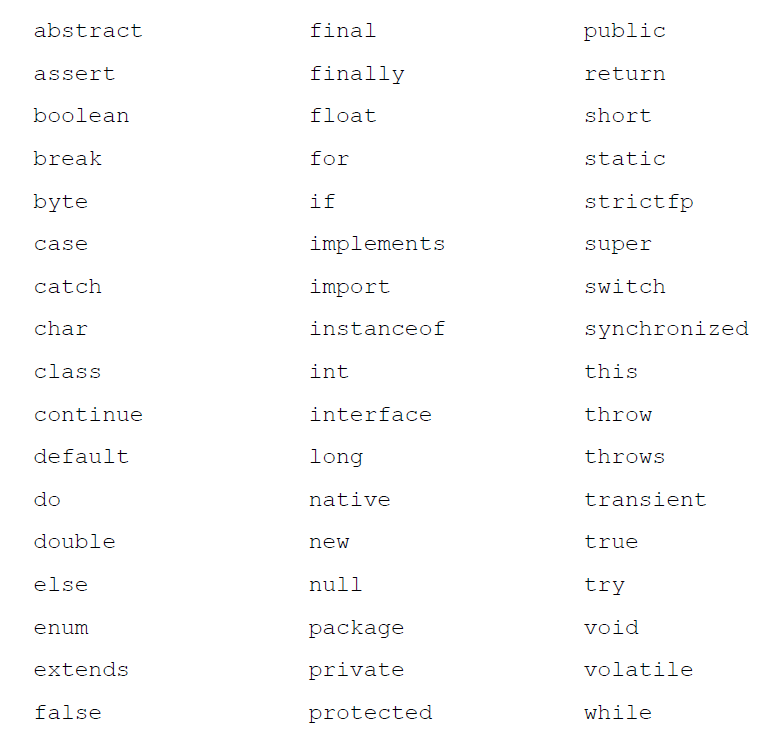 abstract final public
assert finally return
boolean float short
break for static
byte if strictfp
case implements super
catch import switch
char instanceof synchronized
class int this
continue interface throw
default long throws
do native transient
double new true
else null try
enum package void
extends private volatile
false protected while